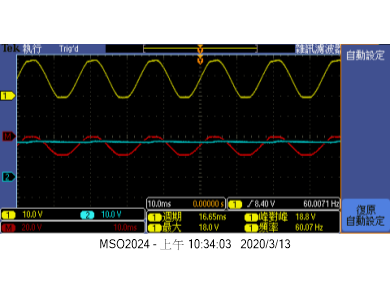 Tek 執行 Trig'd 雜訊濾波器
自動設定
1
M
2
10.0ms 0.00000 s 1 / 8.40 V 60.0071 Hz
1 10.0 V 2 10.0 V
1 週期 16.65ms 1 峰對峰 18.8 V
1 最大 18.0 V 1 頻率 60.07 Hz
M 20.0 V 10.0ms
復原
自動設定
MSO2024 - 上午 10:34:03 2020/3/13